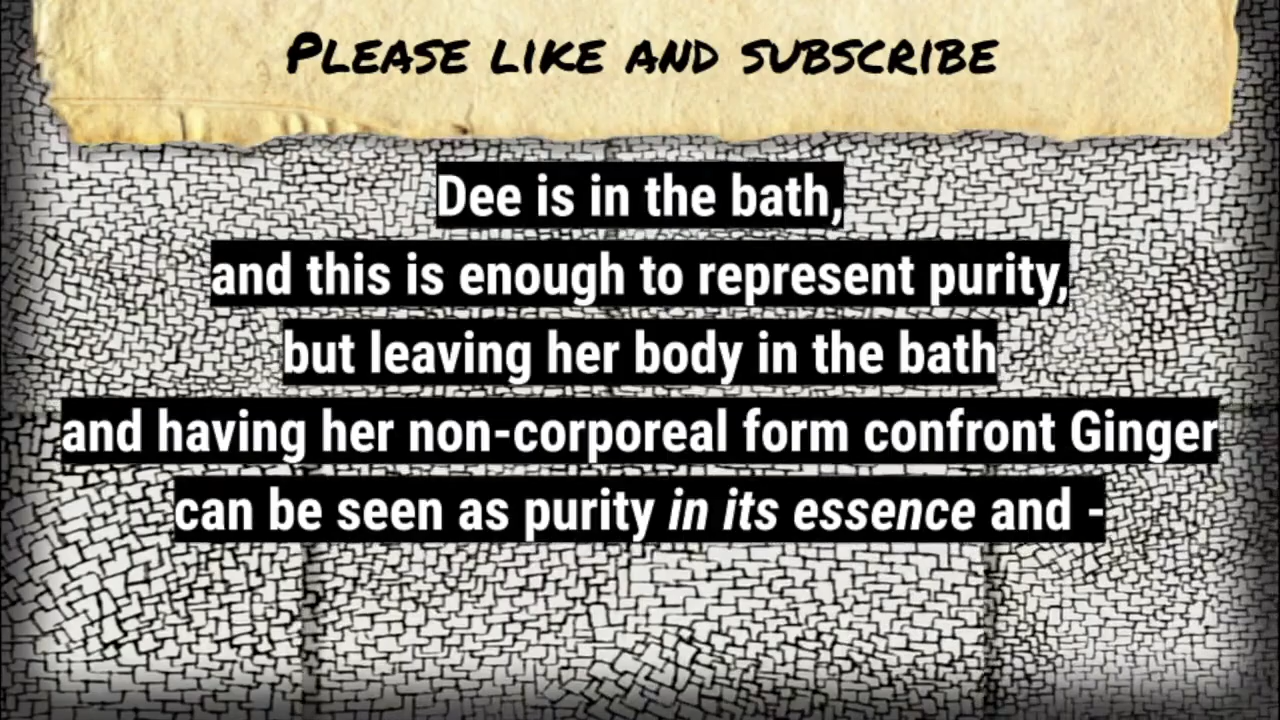 Please like and subscribe
Dee is in the bath,
and this is enough to represent purity,
but leaving her body in the bath
and having her non-corporeal form confront Ginger
can be seen as purity in its essence and -